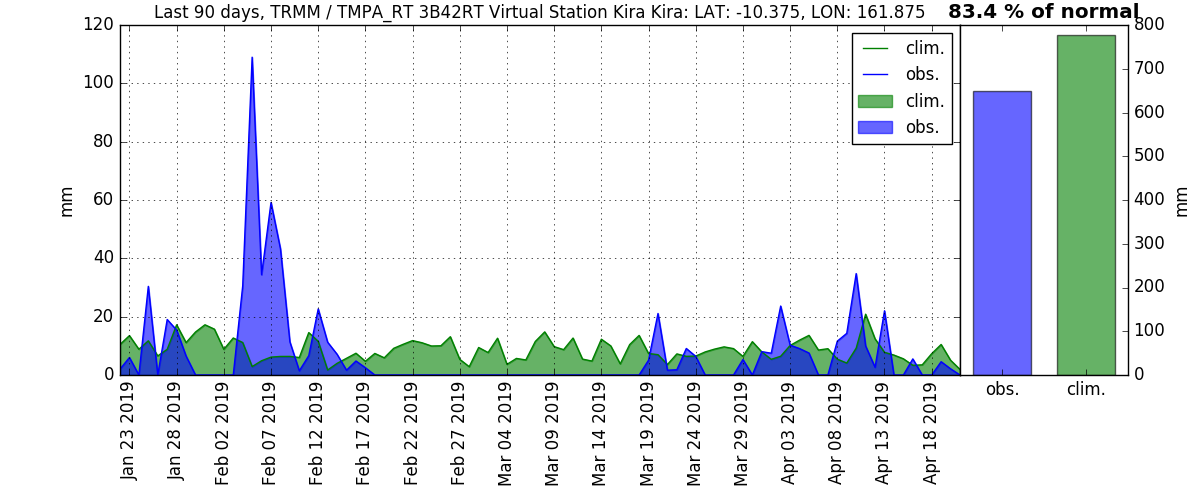 Last 90 days, TRMM / TMPA_RT 3B42RT Virtual Station Kira Kira: LAT: -10.375, LON: 161.875
83.4 % of normal
120
100
80
60
40
20
0
mm
clim.
obs.
clim.
obs.
800
700
600
500
400
300
200
100
0
mm
Jan 23 2019
Jan 28 2019
Feb 02 2019
Feb 07 2019
Feb 12 2019
Feb 17 2019
Feb 22 2019
Feb 27 2019
Mar 04 2019
Mar 09 2019
Mar 14 2019
Mar 19 2019
Mar 24 2019
Mar 29 2019
Apr 03 2019
Apr 08 2019
Apr 13 2019
Apr 18 2019
obs.
clim.